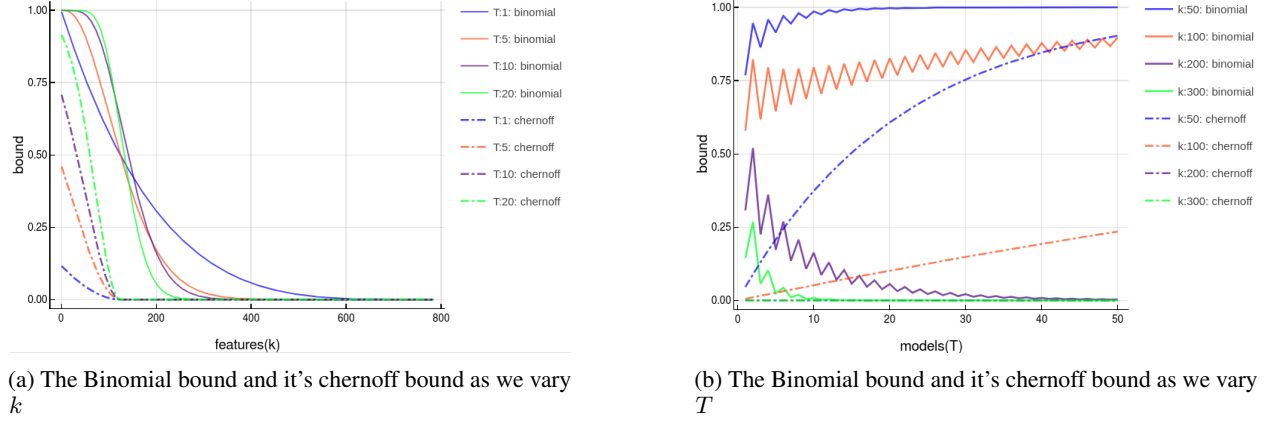 1.00
0.75
0.50
0.25
0.00
bound
0
200
400
600
800
features(k)
T:1: binomial
T:5: binomial
T:10: binomial
T:20: binomial
T:1: chernoff
T:5: chernoff
T:10: chernoff
T:20: chernoff
(a) The Binomial bound and it's chernoff bound as we vary
k
1.00
0.75
0.50
0.25
0.00
bound
0
10
20
30
40
50
models(T)
k:50: binomial
k:100: binomial
k:200: binomial
k:300: binomial
k:50: chernoff
k:100: chernoff
k:200: chernoff
k:300: chernoff
(b) The Binomial bound and it's chernoff bound as we vary
T